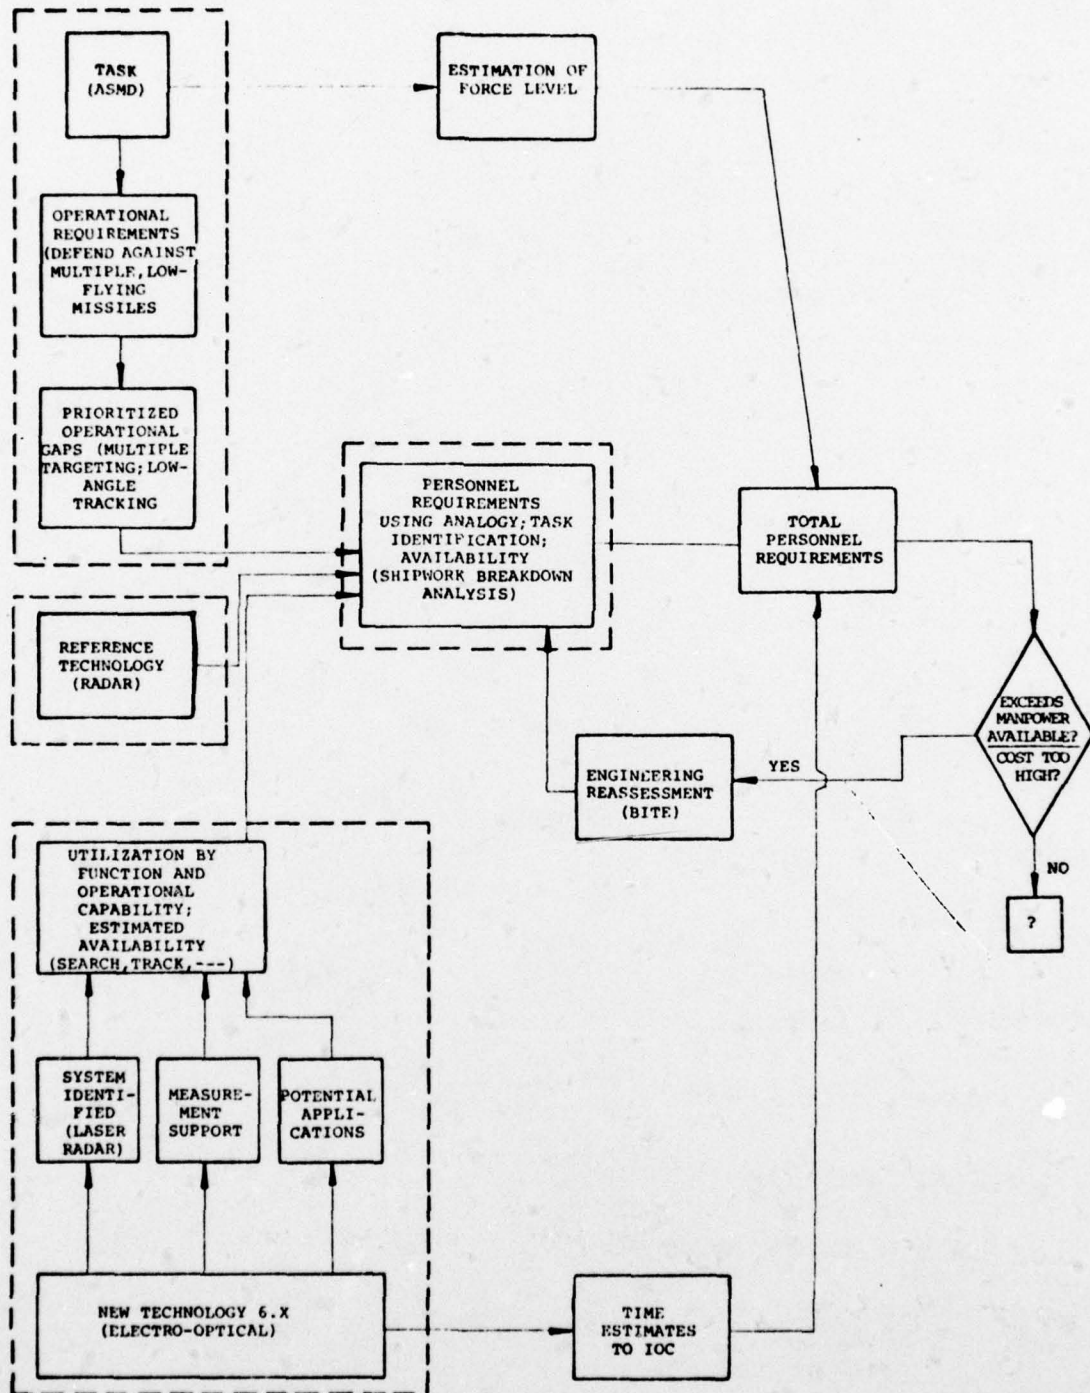 TASK
(ASMD)
ESTIMATION OF
FORCE LEVEL
OPERATIONAL
REQUIREMENTS
(DEFEND AGAINST
MULTIPLE, LOW-
FLYING
MISSILES
PRIORITIZED
OPERATIONAL
GAPS (MULTIPLE
TARGETING; LOW-
ANGLE
TRACKING
PERSONNEL
REQUIREMENTS
USING ANALOGY; TASK
IDENTIFICATION;
AVAILABILITY
(SHIPWORK BREAKDOWN
ANALYSIS)
TOTAL
PERSONNEL
REQUIREMENTS
REFERENCE
TECHNOLOGY
(RADAR)
EXCEEDS
MANPOWER
AVAILABLE?
COST TOO
HIGH?
YES
ENGINEERING
REASSESSMENT
(BITE)
NO
?
UTILIZATION BY
FUNCTION AND
OPERATIONAL
CAPABILITY;
ESTIMATED
AVAILABILITY
(SEARCH, TRACK, ---)
SYSTEM
IDENTI-
FIED
(LASER
RADAR)
MEASURE-
MENT
SUPPORT
POTENTIAL
APPLI-
CATIONS
NEW TECHNOLOGY 6.X
(ELECTRO-OPTICAL)
TIME
ESTIMATES
TO IOC